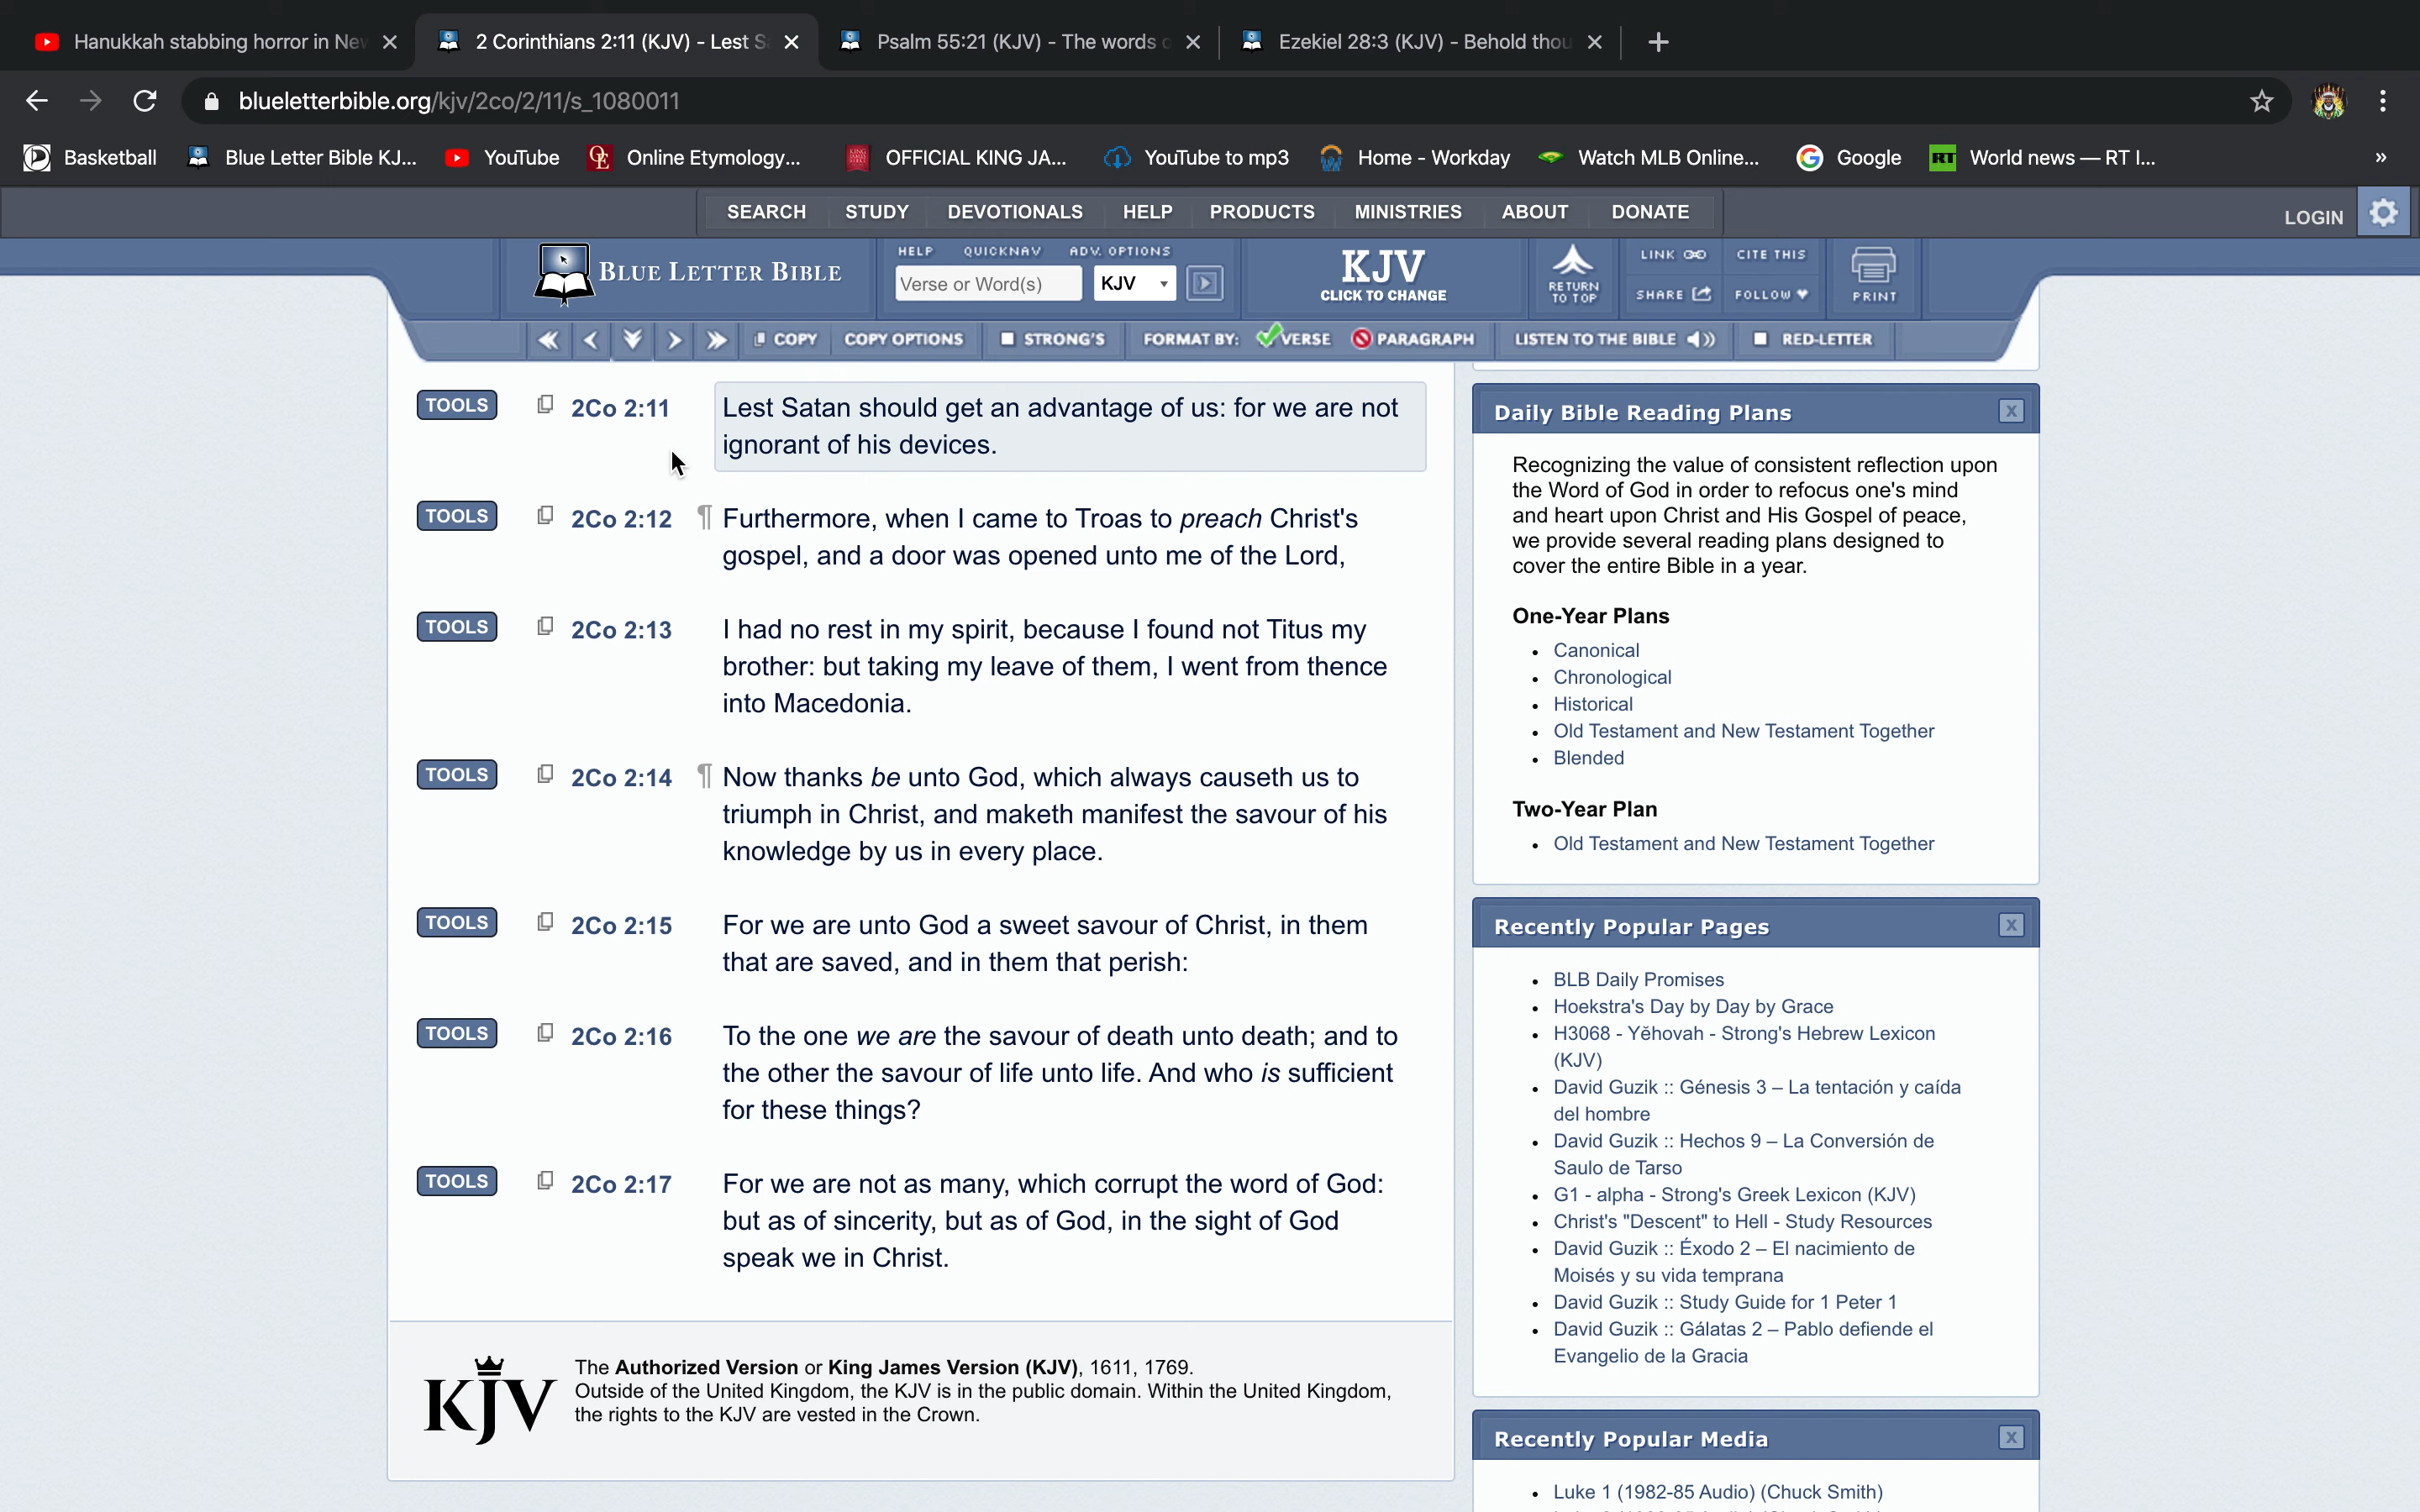 Hanukkah stabbing horror in Nev
2 Corinthians 2:11 (KJV) - Lest S
Psalm 55:21 (KJV) - The words
Ezekiel 28:3 (KJV) - Behold thou
blueletterbible.org/kjv/2co/2/11/s_1080011
Basketball
Blue Letter Bible KJ...
YouTube
Online Etymology...
OFFICIAL KING JA...
YouTube to mp3
Home - Workday
Watch MLB Online...
Google
RT World news — RT I...
SEARCH STUDY DEVOTIONALS HELP PRODUCTS MINISTRIES ABOUT DONATE
LOGIN
BLUE LETTER BIBLE
HELP QUICKNAV ADV. OPTIONS
Verse or Word(s)
KJV
KJV
CLICK TO CHANGE
RETURN
TO TOP
LINK
CITE THIS
SHARE
FOLLOW
PRINT
COPY COPY OPTIONS STRONG'S FORMAT BY: VERSE PARAGRAPH LISTEN TO THE BIBLE RED-LETTER
TOOLS 2Co 2:11 Lest Satan should get an advantage of us: for we are not
ignorant of his devices.
TOOLS 2Co 2:12 ¶ Furthermore, when I came to Troas to preach Christ's
gospel, and a door was opened unto me of the Lord,
TOOLS 2Co 2:13 I had no rest in my spirit, because I found not Titus my
brother: but taking my leave of them, I went from thence
into Macedonia.
TOOLS 2Co 2:14 ¶ Now thanks be unto God, which always causeth us to
triumph in Christ, and maketh manifest the savour of his
knowledge by us in every place.
TOOLS 2Co 2:15 For we are unto God a sweet savour of Christ, in them
that are saved, and in them that perish:
TOOLS 2Co 2:16 To the one we are the savour of death unto death; and to
the other the savour of life unto life. And who is sufficient
for these things?
TOOLS 2Co 2:17 For we are not as many, which corrupt the word of God:
but as of sincerity, but as of God, in the sight of God
speak we in Christ.
KJV
The Authorized Version or King James Version (KJV), 1611, 1769.
Outside of the United Kingdom, the KJV is in the public domain. Within the United Kingdom,
the rights to the KJV are vested in the Crown.
Daily Bible Reading Plans
Recognizing the value of consistent reflection upon
the Word of God in order to refocus one's mind
and heart upon Christ and His Gospel of peace,
we provide several reading plans designed to
cover the entire Bible in a year.
One-Year Plans
• Canonical
• Chronological
• Historical
• Old Testament and New Testament Together
• Blended
Two-Year Plan
• Old Testament and New Testament Together
Recently Popular Pages
• BLB Daily Promises
• Hoekstra's Day by Day by Grace
• H3068 - Yĕhovah - Strong's Hebrew Lexicon
(KJV)
• David Guzik :: Génesis 3 – La tentación y caída
del hombre
• David Guzik :: Hechos 9 – La Conversión de
Saulo de Tarso
• G1 - alpha - Strong's Greek Lexicon (KJV)
• Christ's "Descent" to Hell - Study Resources
• David Guzik :: Éxodo 2 – El nacimiento de
Moisés y su vida temprana
• David Guzik :: Study Guide for 1 Peter 1
• David Guzik :: Gálatas 2 – Pablo defiende el
Evangelio de la Gracia
Recently Popular Media
• Luke 1 (1982-85 Audio) (Chuck Smith)